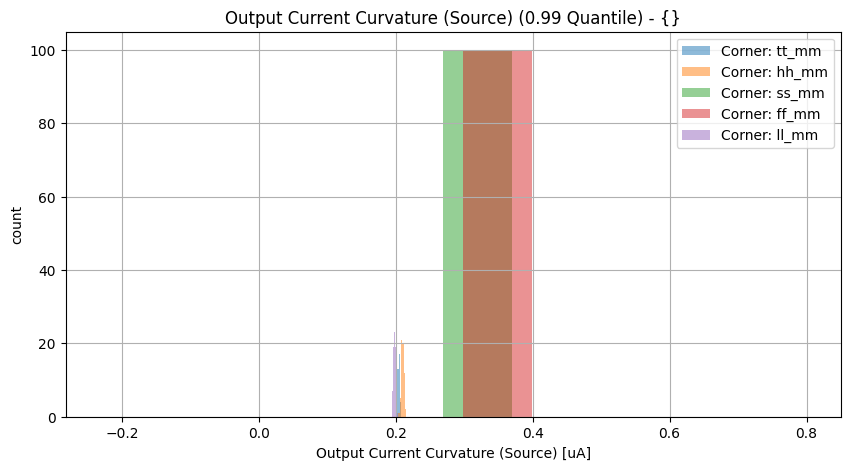 Output Current Curvature (Source) (0.99 Quantile) - {}
100
80
60
40
20
0
count
Corner: tt_mm
Corner: hh_mm
Corner: ss_mm
Corner: ff_mm
Corner: ll_mm
−0.2
0.0
0.2
0.4
0.6
0.8
Output Current Curvature (Source) [uA]